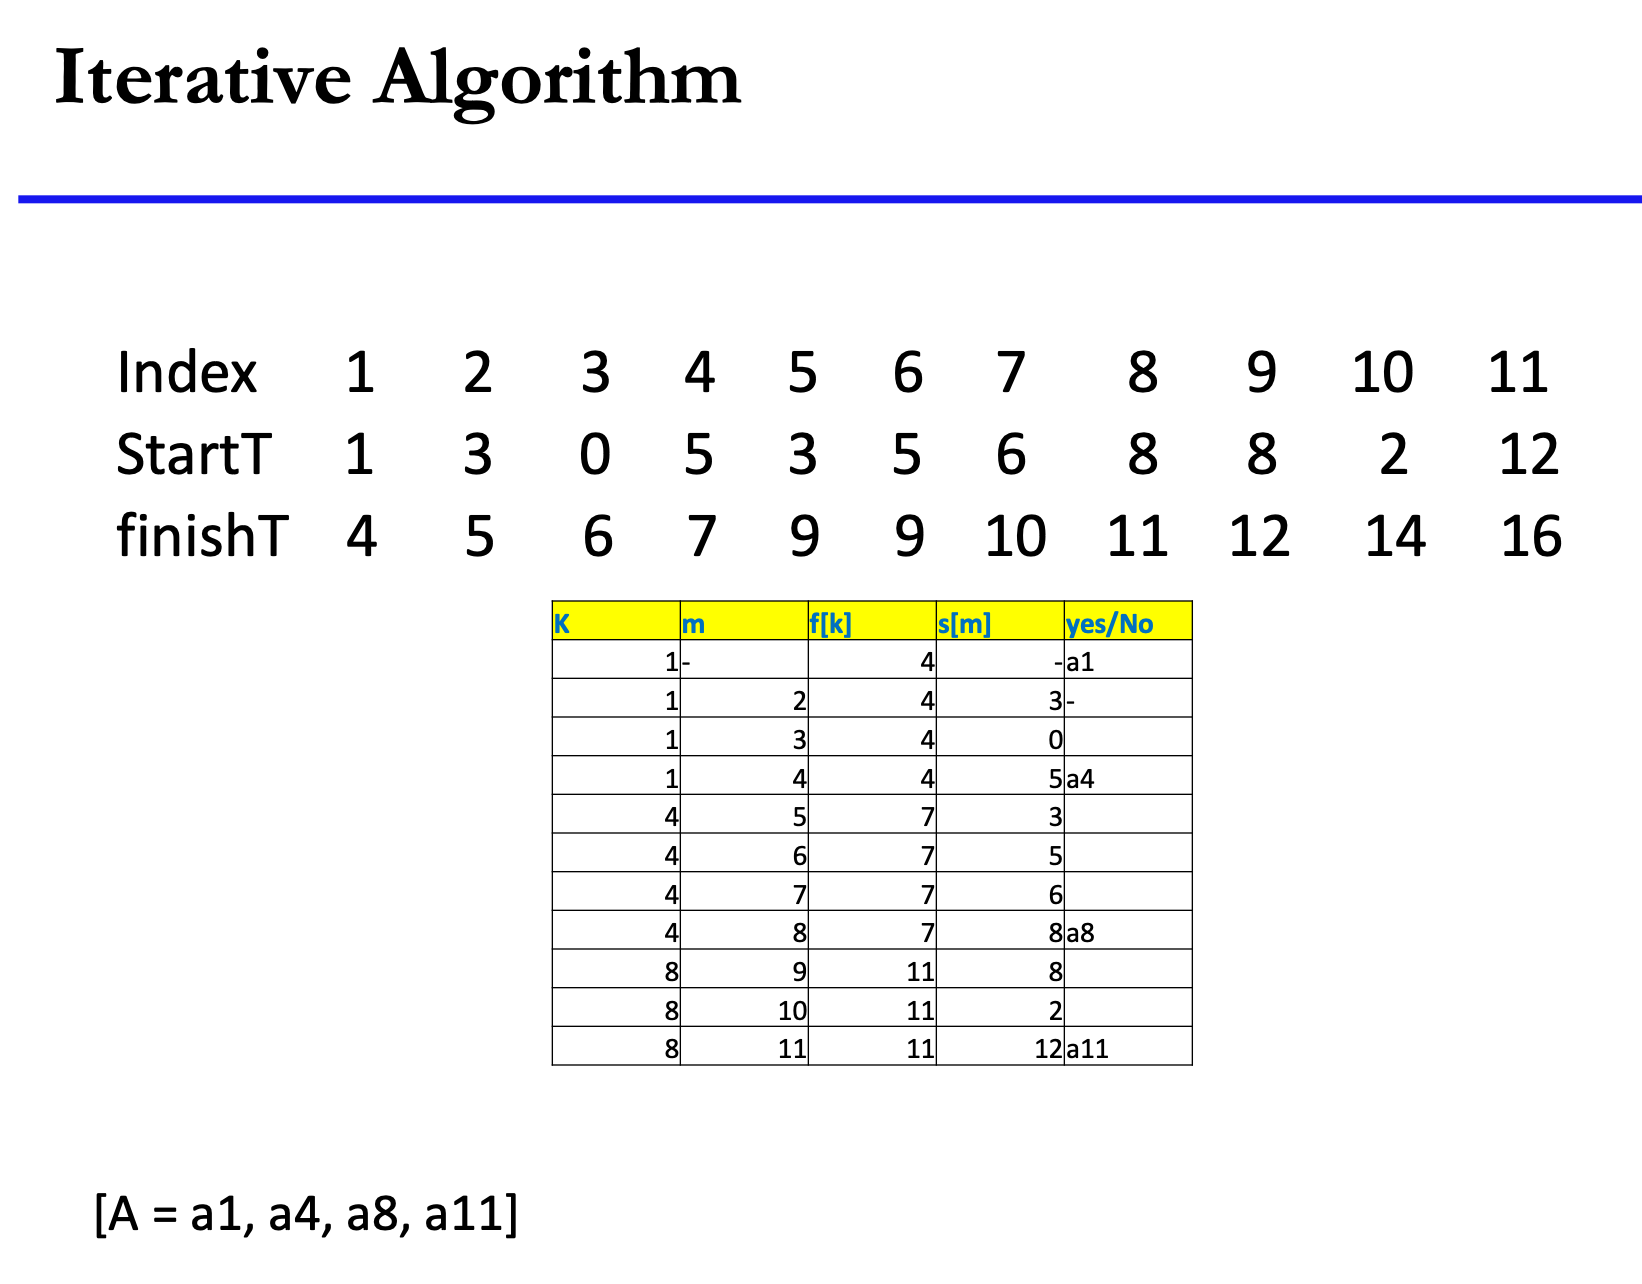 Iterative Algorithm
Index 1 2 3 4 5 6 7 8 9 10 11
StartT 1 3 0 5 3 5 6 8 8 2 12
finishT 4 5 6 7 9 9 10 11 12 14 16
K m f[k] s[m] yes/No
1 - 4 - a1
1 2 4 3 -
1 3 4 0
1 4 4 5 a4
4 5 7 3
4 6 7 5
4 7 7 6
4 8 7 8 a8
8 9 11 8
8 10 11 2
8 11 11 12 a11
[A = a1, a4, a8, a11]